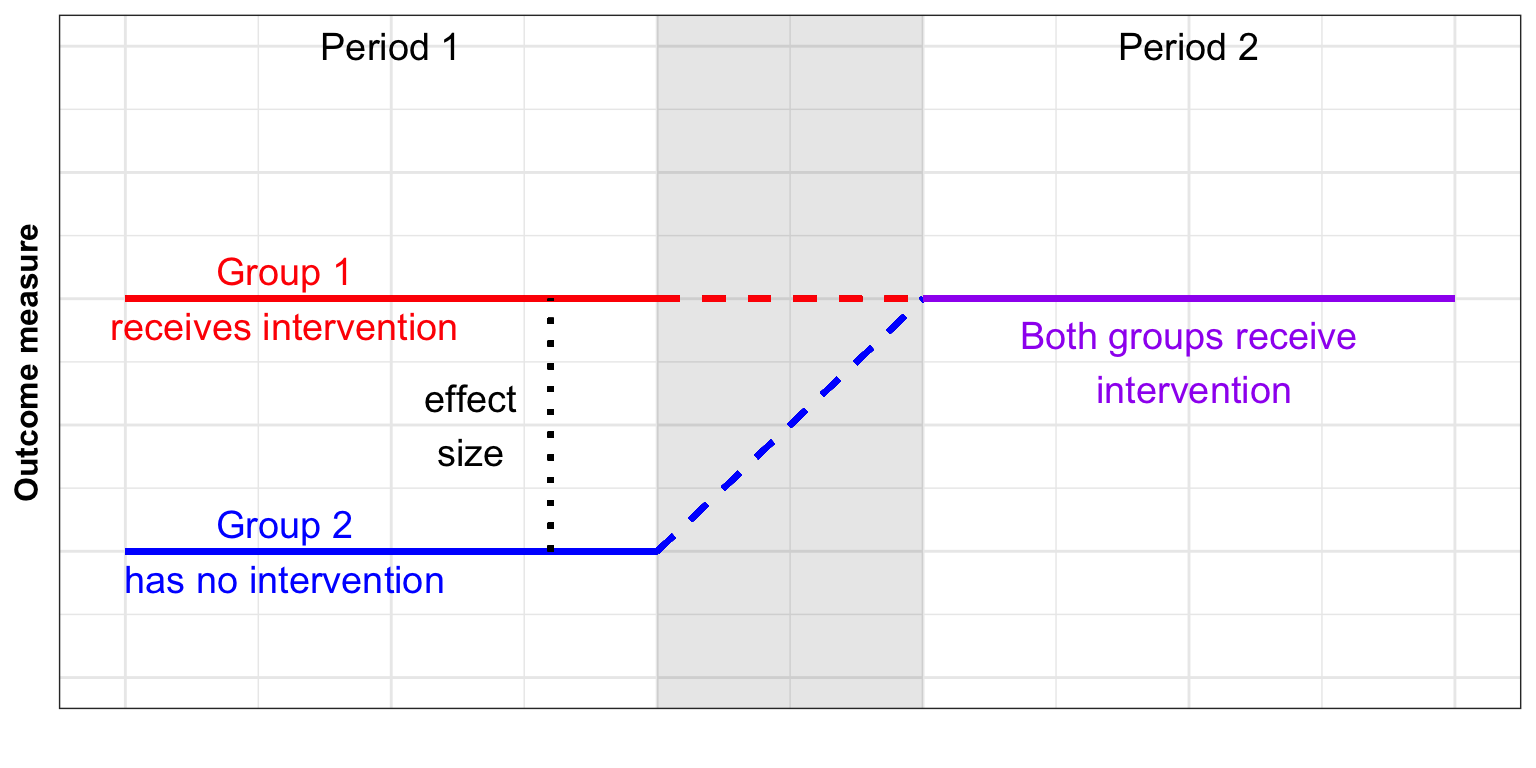 Period 1
Period 2
Outcome measure
Group 1
receives intervention
effect
size
Group 2
has no intervention
Both groups receive
intervention